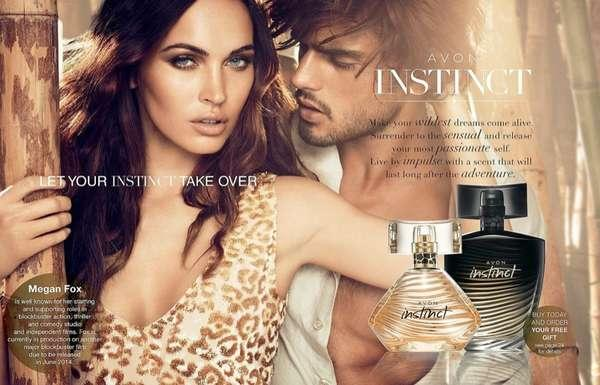 AVON
INSTINCT
Make your wildest dreams come alive.
Surrender to the sensual and release
your most passionate self.
Live by impulse with a scent that will
last long after the adventure.
LET YOUR INSTINCT TAKE OVER
AVON
instinct
AVON
instinct
Megan Fox
is well known for her starring
and supporting roles in
blockbuster action, thriller
and comedy studio
and independent films. Fox is
currently in production on another
major blockbuster film
due to be released
in June 2014.
BUY TODAY
AND ORDER
YOUR FREE
GIFT
see page 24
for details